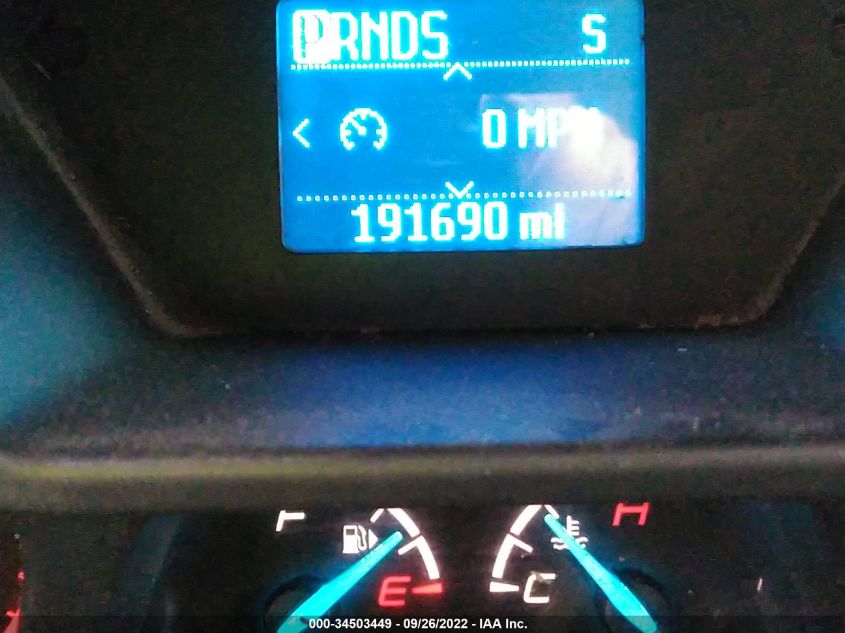 PRNDS S
0 MPH
191690 mi
F H
E C
000-34503449 - 09/26/2022 - IAA Inc.